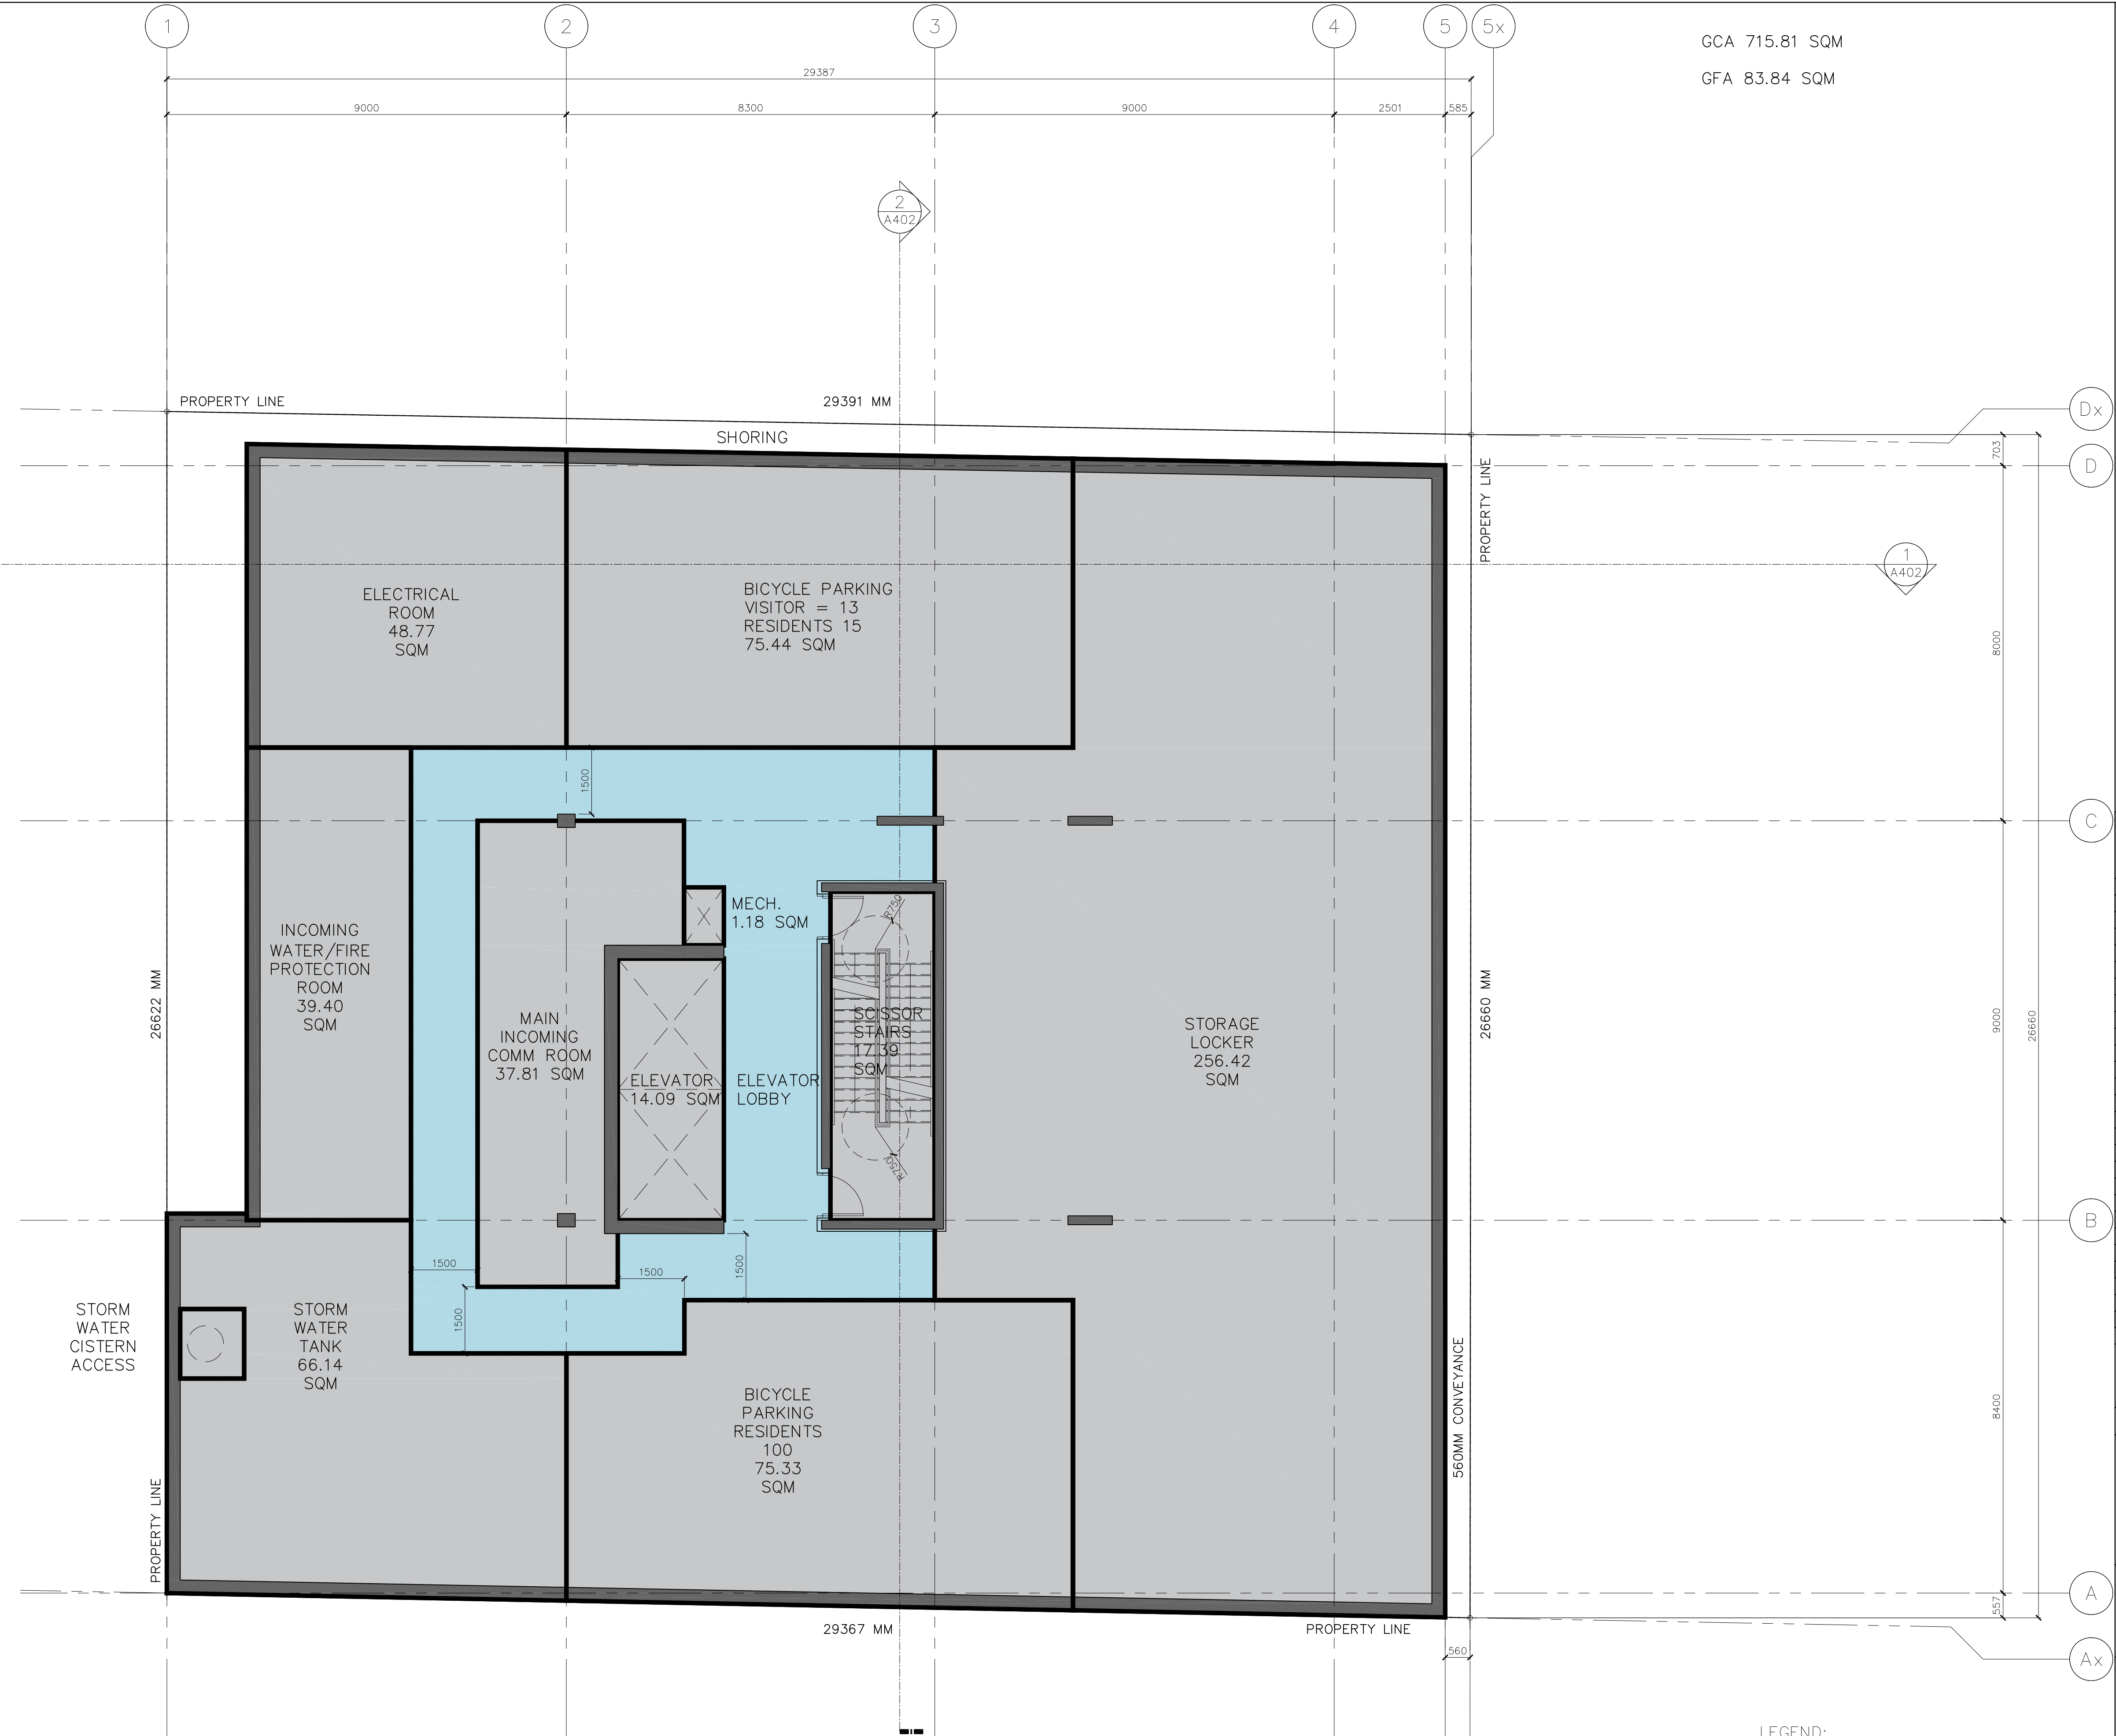 1
2
3
4
5
5x
GCA 715.81 SQM
GFA 83.84 SQM
29387
9000
8300
9000
2501
585
2
A402
PROPERTY LINE
29391 MM
Dx
SHORING
703
D
PROPERTY LINE
1
A402
ELECTRICAL
ROOM
48.77
SQM
BICYCLE PARKING
VISITOR = 13
RESIDENTS 15
75.44 SQM
8000
1500
C
MECH.
1.18 SQM
R750
INCOMING
WATER/FIRE
PROTECTION
ROOM
39.40
SQM
26622 MM
MAIN
INCOMING
COMM ROOM
37.81 SQM
ELEVATOR
14.09 SQM
ELEVATOR
LOBBY
SCISSOR
STAIRS
17.39
SQM
R750
STORAGE
LOCKER
256.42
SQM
26660 MM
9000
26660
B
1500
1500
1500
1500
STORM
WATER
CISTERN
ACCESS
STORM
WATER
TANK
66.14
SQM
BICYCLE
PARKING
RESIDENTS
100
75.33
SQM
560MM CONVEYANCE
8400
PROPERTY LINE
A
557
29367 MM
PROPERTY LINE
560
Ax
LEGEND: